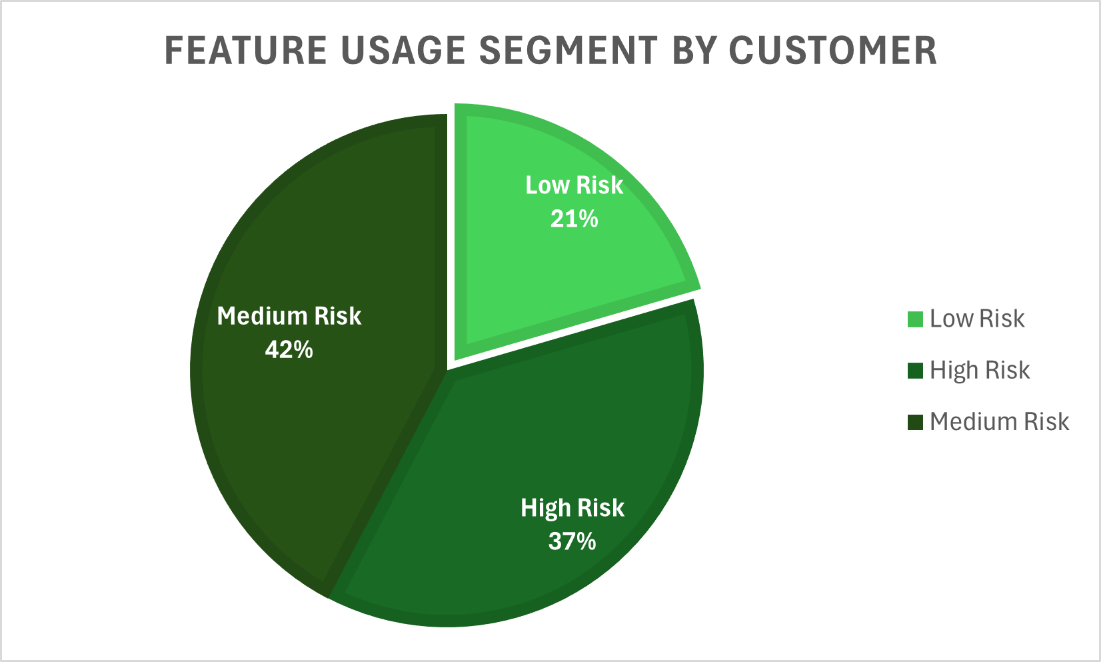 FEATURE USAGE SEGMENT BY CUSTOMER
Low Risk
21%
Medium Risk
42%
High Risk
37%
Low Risk
High Risk
Medium Risk